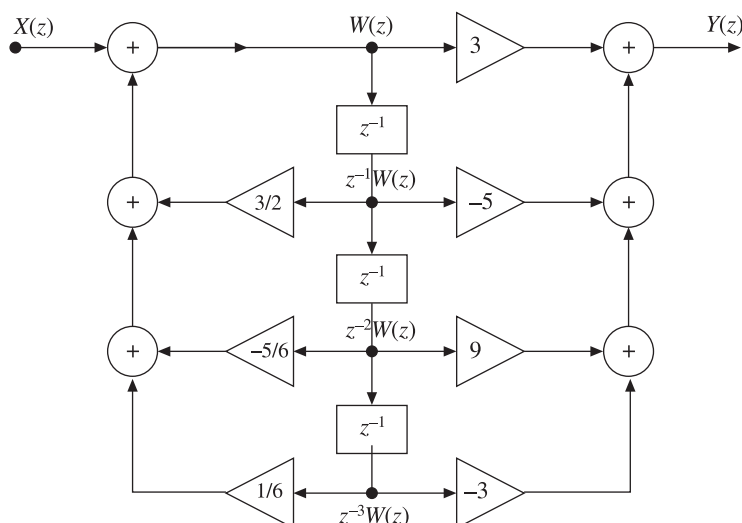 X(z) W(z) Y(z)
+ 3 +
z⁻¹
z⁻¹W(z)
+ 3/2 −5 +
z⁻¹
z⁻²W(z)
+ −5/6 9 +
z⁻¹
1/6 −3
z⁻³W(z)